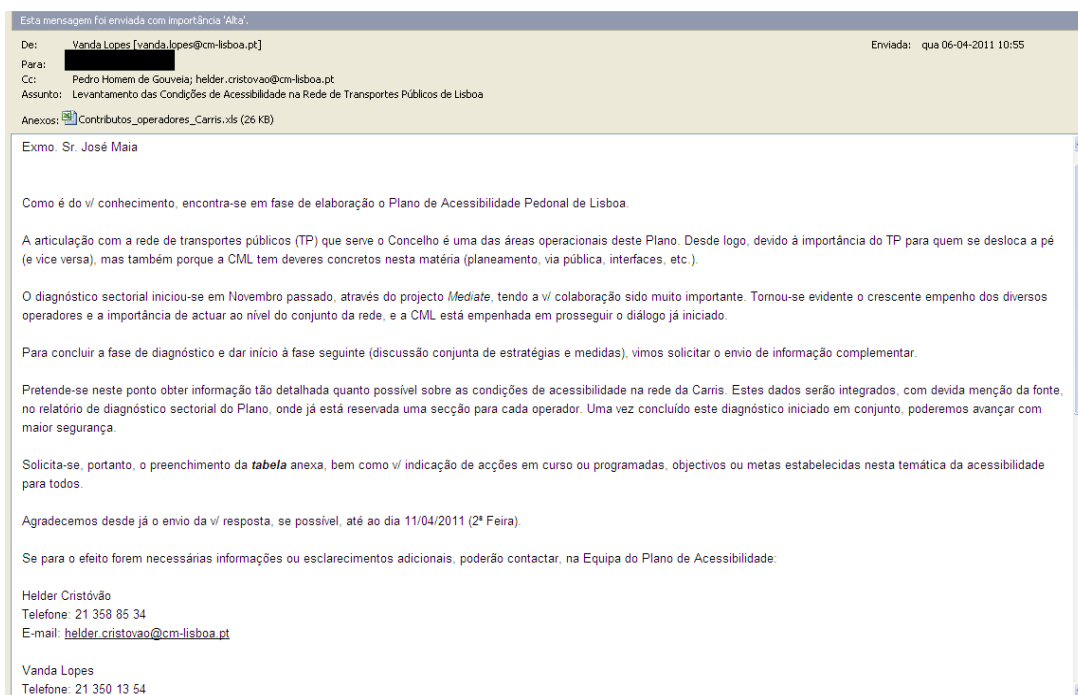 Esta mensagem foi enviada com importância 'Alta'.
De: Vanda Lopes [vanda.lopes@cm-lisboa.pt] Enviada: qua 06-04-2011 10:55
Para:
Cc: Pedro Homem de Gouveia; helder.cristovao@cm-lisboa.pt
Assunto: Levantamento das Condições de Acessibilidade na Rede de Transportes Públicos de Lisboa
Anexos: Contributos_operadores_Carris.xls (26 KB)
Exmo. Sr. José Maia
Como é do v/ conhecimento, encontra-se em fase de elaboração o Plano de Acessibilidade Pedonal de Lisboa.
A articulação com a rede de transportes públicos (TP) que serve o Concelho é uma das áreas operacionais deste Plano. Desde logo, devido à importância do TP para quem se desloca a pé
(e vice versa), mas também porque a CML tem deveres concretos nesta matéria (planeamento, via pública, interfaces, etc.).
O diagnóstico sectorial iniciou-se em Novembro passado, através do projecto Mediate, tendo a v/ colaboração sido muito importante. Tornou-se evidente o crescente empenho dos diversos
operadores e a importância de actuar ao nível do conjunto da rede, e a CML está empenhada em prosseguir o diálogo já iniciado.
Para concluir a fase de diagnóstico e dar início à fase seguinte (discussão conjunta de estratégias e medidas), vimos solicitar o envio de informação complementar.
Pretende-se neste ponto obter informação tão detalhada quanto possível sobre as condições de acessibilidade na rede da Carris. Estes dados serão integrados, com devida menção da fonte,
no relatório de diagnóstico sectorial do Plano, onde já está reservada uma secção para cada operador. Uma vez concluído este diagnóstico iniciado em conjunto, poderemos avançar com
maior segurança.
Solicita-se, portanto, o preenchimento da tabela anexa, bem como v/ indicação de acções em curso ou programadas, objectivos ou metas estabelecidas nesta temática da acessibilidade
para todos.
Agradecemos desde já o envio da v/ resposta, se possível, até ao dia 11/04/2011 (2ª Feira).
Se para o efeito forem necessárias informações ou esclarecimentos adicionais, poderão contactar, na Equipa do Plano de Acessibilidade:
Helder Cristóvão
Telefone: 21 358 85 34
E-mail: helder.cristovao@cm-lisboa.pt
Vanda Lopes
Telefone: 21 350 13 54